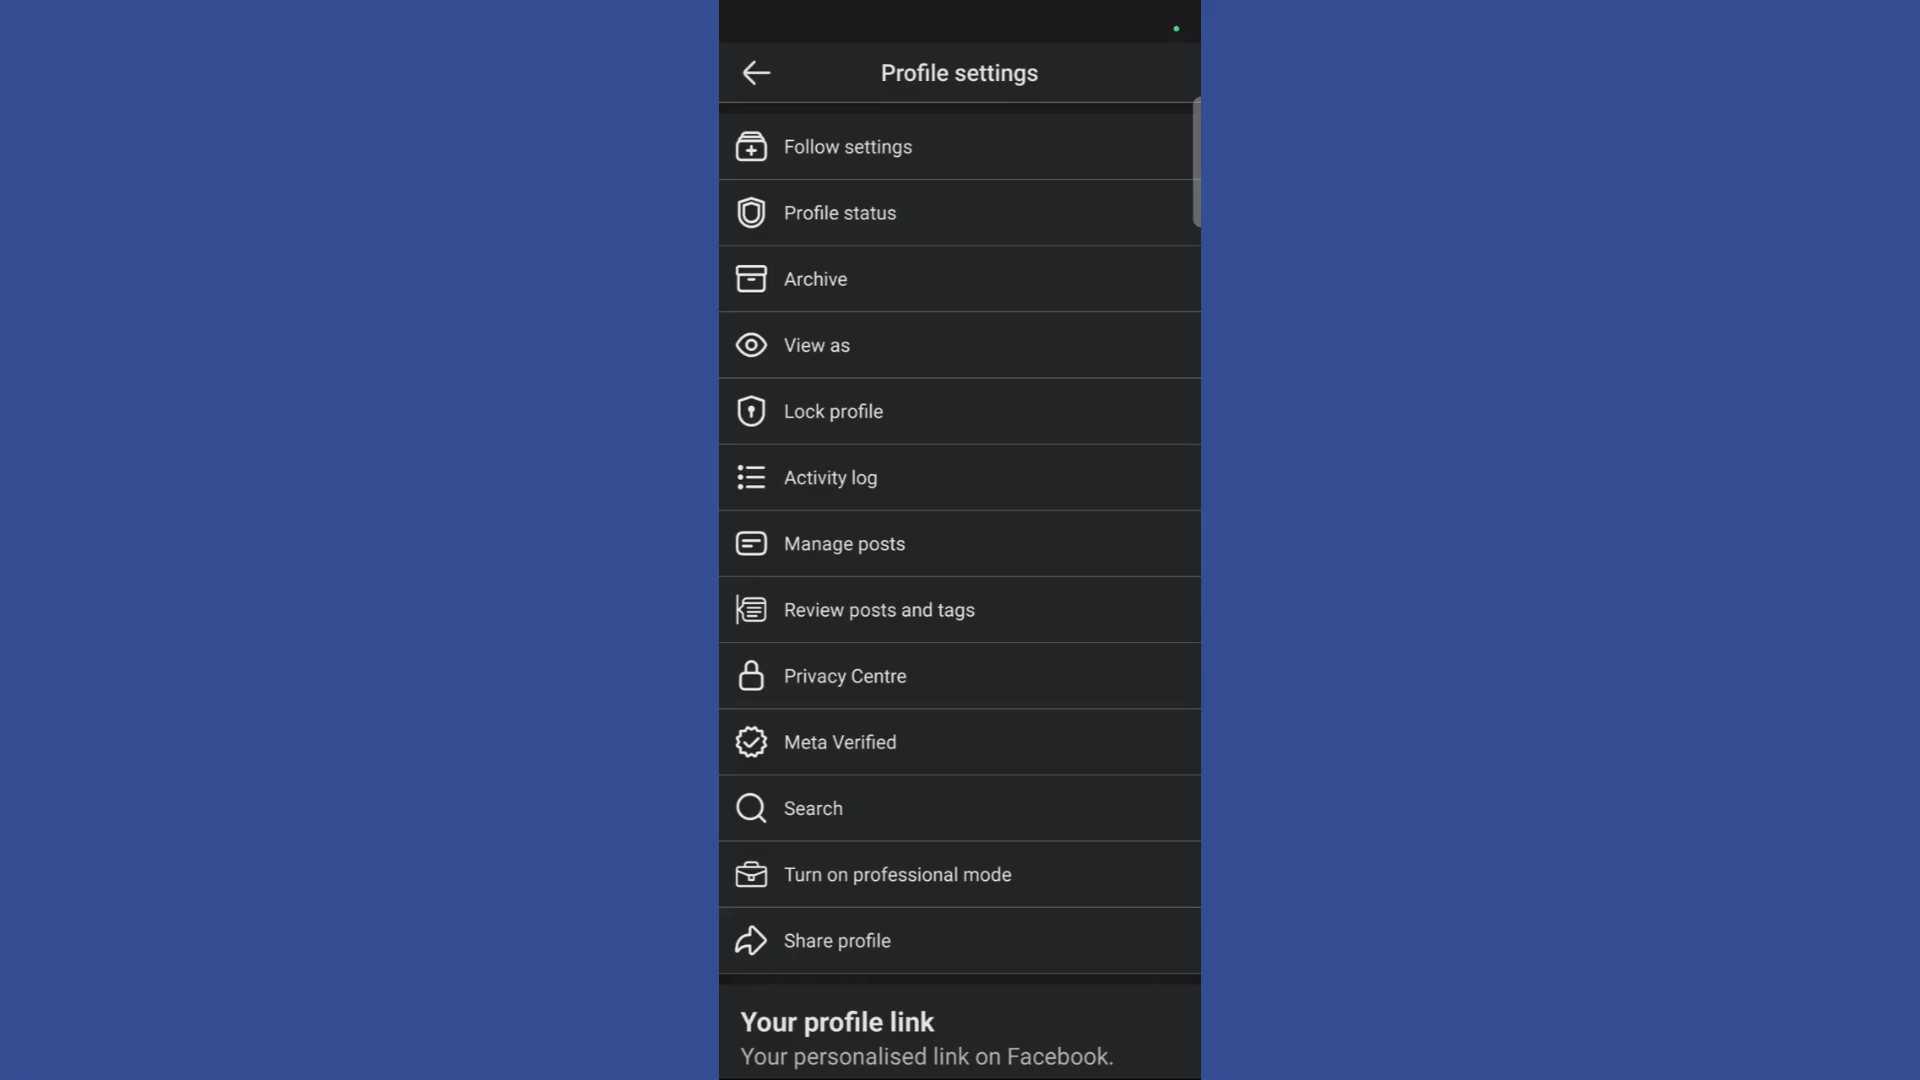 Profile settings
Follow settings
Profile status
Archive
View as
Lock profile
Activity log
Manage posts
Review posts and tags
Privacy Centre
Meta Verified
Search
Turn on professional mode
Share profile
Your profile link
Your personalised link on Facebook.